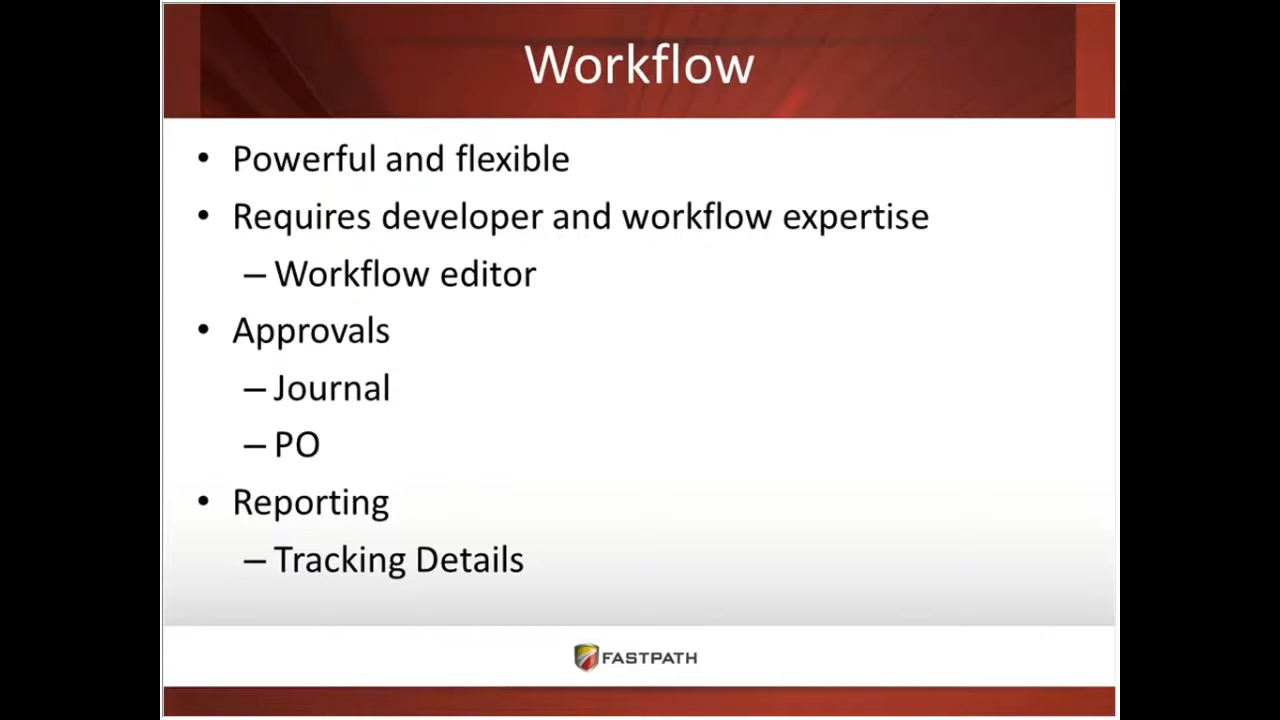 Workflow
• Powerful and flexible
• Requires developer and workflow expertise
– Workflow editor
• Approvals
– Journal
– PO
• Reporting
– Tracking Details
FASTPATH